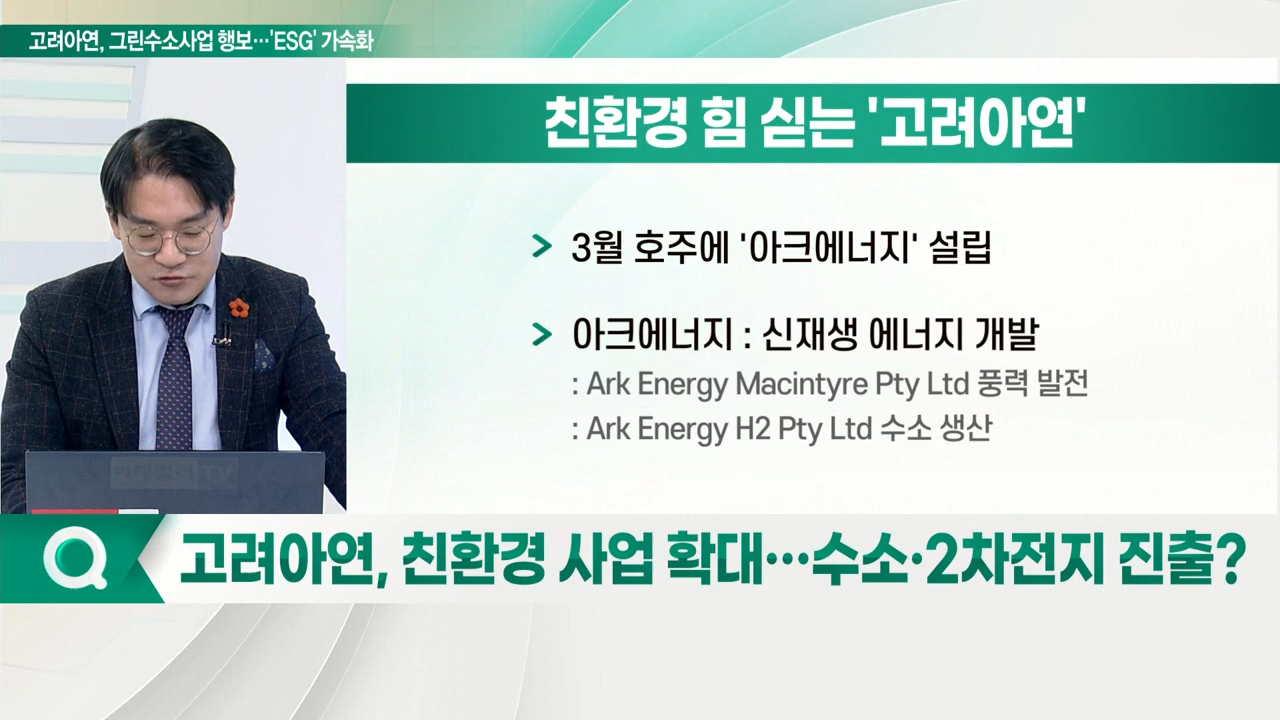 고려아연, 그린수소사업 행보…'ESG' 가속화
친환경 힘 싣는 '고려아연'
> 3월 호주에 '아크에너지' 설립
> 아크에너지 : 신재생 에너지 개발
: Ark Energy Macintyre Pty Ltd 풍력 발전
: Ark Energy H2 Pty Ltd 수소 생산
고려아연, 친환경 사업 확대…수소·2차전지 진출?